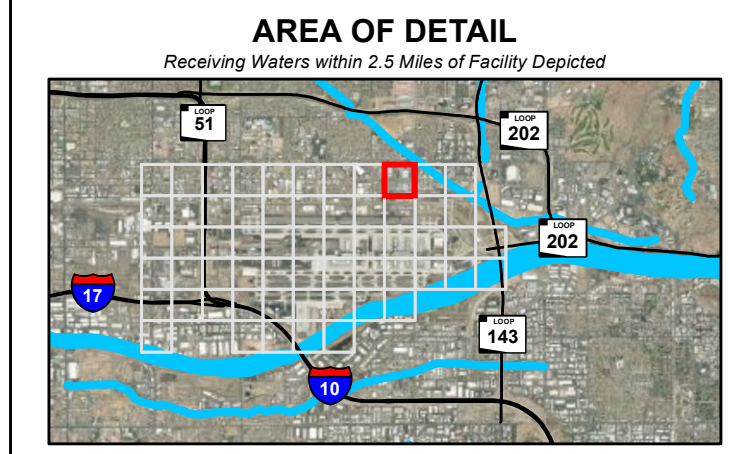 AREA OF DETAIL
Receiving Waters within 2.5 Miles of Facility Depicted
LOOP
51
LOOP
202
LOOP
202
17
LOOP
143
10